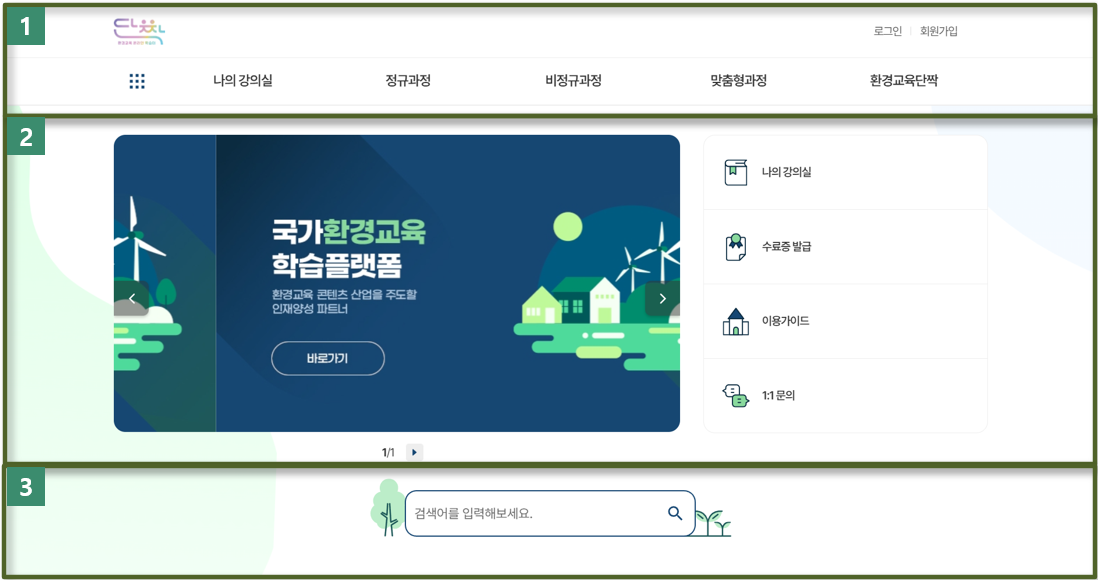 1
단짝
로그인 회원가입
나의 강의실 정규과정 비정규과정 맞춤형과정 환경교육단짝
2
국가환경교육
학습플랫폼
환경교육 콘텐츠 산업을 주도할
인재양성 파트너
바로가기
1/1
나의 강의실
수료증 발급
이용가이드
1:1 문의
3
검색어를 입력해보세요.